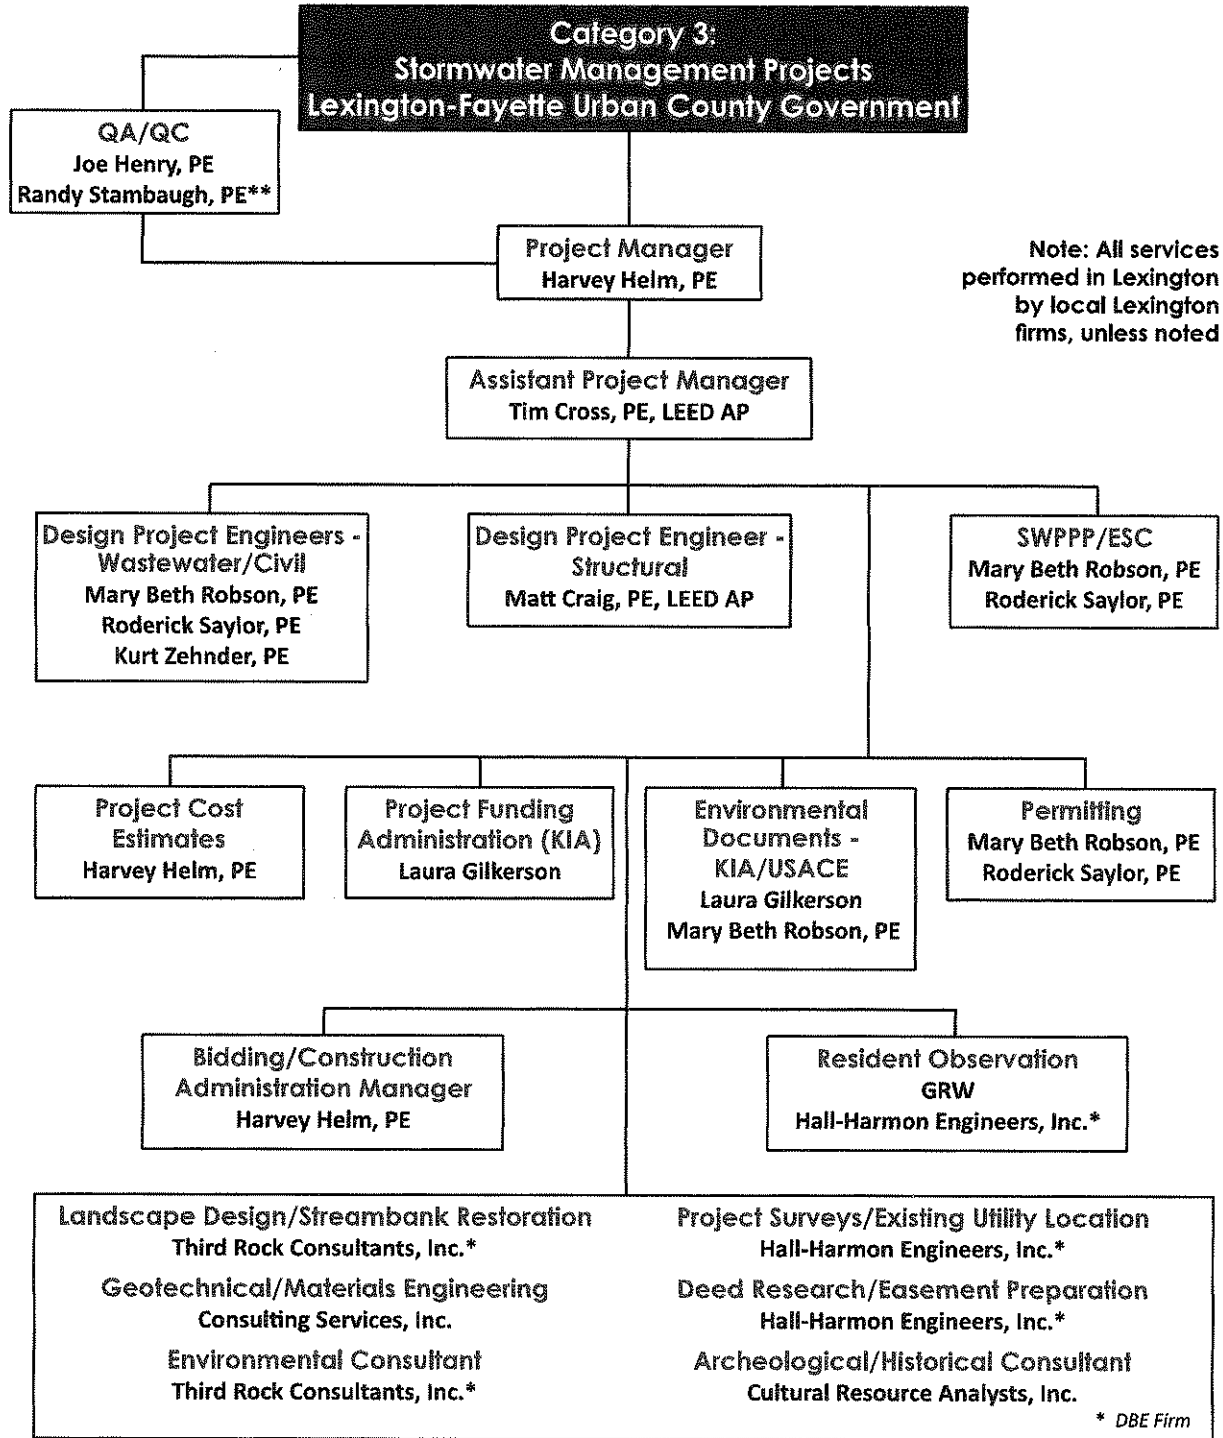 Category 3:
Stormwater Management Projects
Lexington-Fayette Urban County Government
QA/QC
Joe Henry, PE
Randy Stambaugh, PE**
Project Manager
Harvey Helm, PE
Note: All services
performed in Lexington
by local Lexington
firms, unless noted
Assistant Project Manager
Tim Cross, PE, LEED AP
Design Project Engineers -
Wastewater/Civil
Mary Beth Robson, PE
Roderick Saylor, PE
Kurt Zehnder, PE
Design Project Engineer -
Structural
Matt Craig, PE, LEED AP
SWPPP/ESC
Mary Beth Robson, PE
Roderick Saylor, PE
Project Cost
Estimates
Harvey Helm, PE
Project Funding
Administration (KIA)
Laura Gilkerson
Environmental
Documents -
KIA/USACE
Laura Gilkerson
Mary Beth Robson, PE
Permitting
Mary Beth Robson, PE
Roderick Saylor, PE
Bidding/Construction
Administration Manager
Harvey Helm, PE
Resident Observation
GRW
Hall-Harmon Engineers, Inc.*
Landscape Design/Streambank Restoration
Third Rock Consultants, Inc.*
Geotechnical/Materials Engineering
Consulting Services, Inc.
Environmental Consultant
Third Rock Consultants, Inc.*
Project Surveys/Existing Utility Location
Hall-Harmon Engineers, Inc.*
Deed Research/Easement Preparation
Hall-Harmon Engineers, Inc.*
Archeological/Historical Consultant
Cultural Resource Analysts, Inc.
* DBE Firm